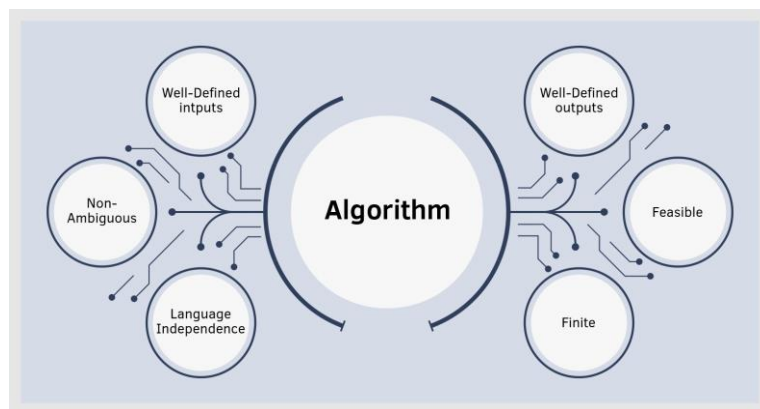 Well-Defined
intputs
Non-
Ambiguous
Language
Independence
Algorithm
Well-Defined
outputs
Feasible
Finite